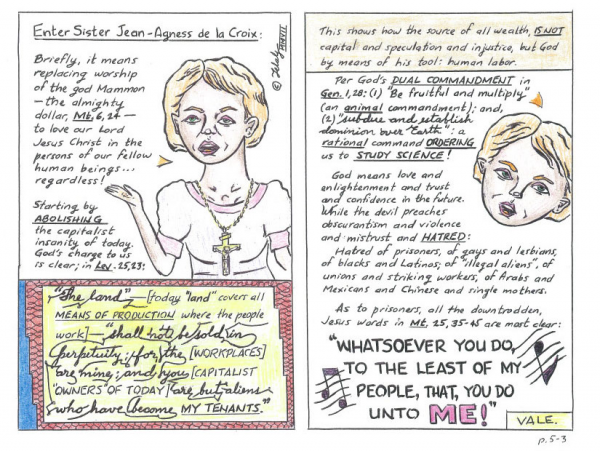 Enter Sister Jean-Agness de la Croix:
Briefly, it means
replacing worship
of the god Mammon
— the almighty
dollar, Mt, 6, 24 —
to love our Lord
Jesus Christ in the
persons of our fellow
human beings...
regardless!
Starting by
ABOLISHING
the capitalist
insanity of today.
God's charge to us
is clear; in Lev. 25,23:
"The land" — [today "land" covers all
MEANS OF PRODUCTION where the people
work] — "shall not be sold in
perpetuity; for the [WORKPLACES]
are mine; and you [CAPITALIST
"OWNERS" OF TODAY] are but aliens
who have become MY TENANTS."
©
This shows how the source of all wealth, IS NOT
capital and speculation and injustice, but God
by means of his tool: human labor.
Per God's DUAL COMMANDMENT in
Gen. 1, 28: (1) "Be fruitful and multiply"
(an animal commandment); and,
(2) "subdue and establish
dominion over Earth": a
rational command ORDERING
us to STUDY SCIENCE!
God means love and
enlightenment and trust
and confidence in the future.
While the devil preaches
obscurantism and violence
and mistrust and HATRED:
Hatred of prisoners, of gays and lesbians,
of blacks and Latinos; of "illegal aliens", of
unions and striking workers, of Arabs and
Mexicans and Chinese and single mothers.
As to prisoners, all the downtradden,
Jesus words in Mt, 25, 35-45 are most clear:
"WHATSOEVER YOU DO,
TO THE LEAST OF MY
PEOPLE, THAT, YOU DO
UNTO ME!"
VALE.
p. 5-3